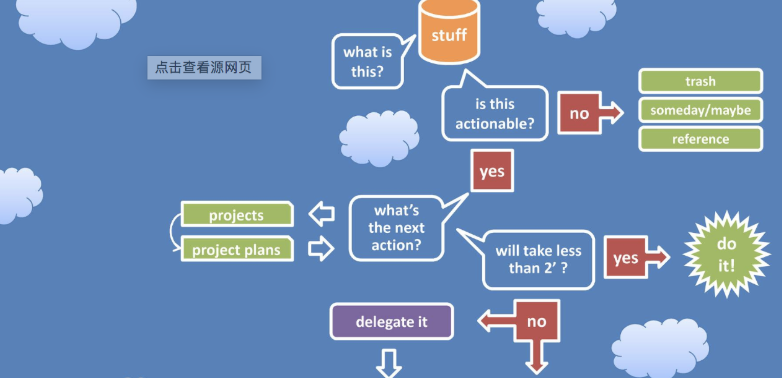 stuff
what is
this?
点击查看源网页
is this
actionable?
no
trash
someday/maybe
reference
yes
what's
the next
action?
projects
project plans
will take less
than 2' ?
yes
do
it!
delegate it
no